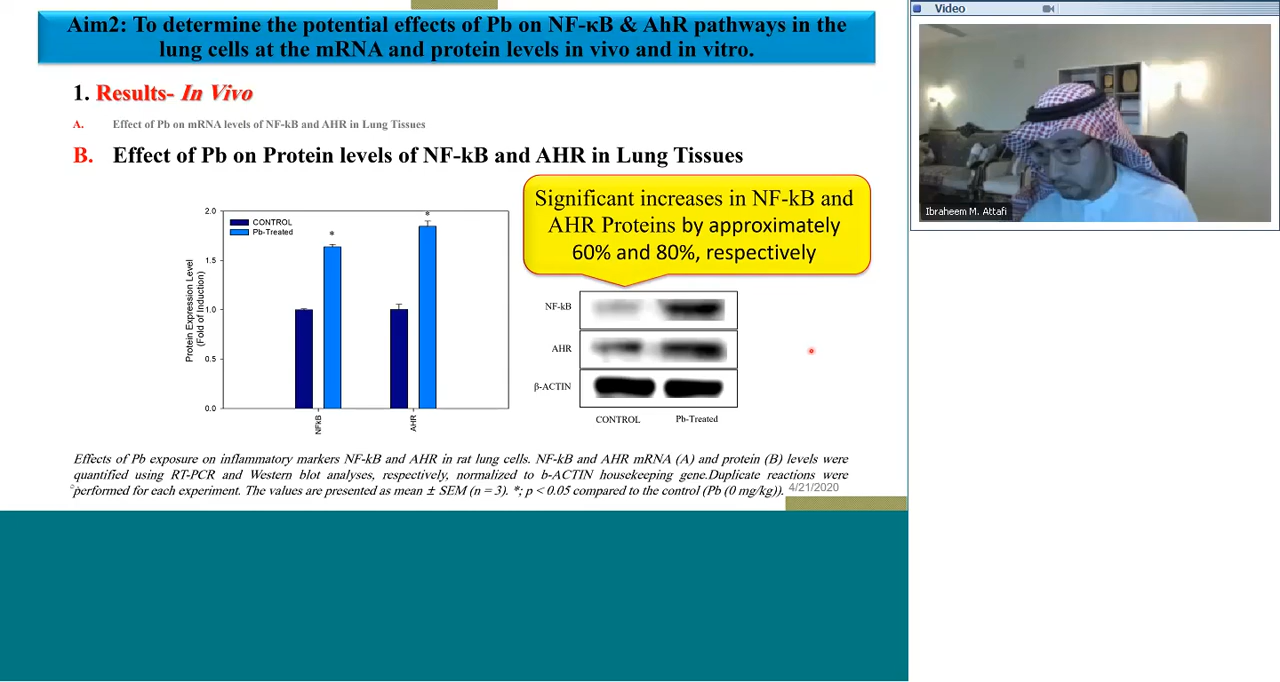 Aim2: To determine the potential effects of Pb on NF-κB & AhR pathways in the
lung cells at the mRNA and protein levels in vivo and in vitro.
1. Results- In Vivo
A. Effect of Pb on mRNA levels of NF-kB and AHR in Lung Tissues
B. Effect of Pb on Protein levels of NF-kB and AHR in Lung Tissues
Significant increases in NF-kB and
AHR Proteins by approximately
60% and 80%, respectively
Protein Expression Level
(Fold of Induction)
2.0
1.5
1.0
0.5
0.0
CONTROL
Pb-Treated
*
*
NFkB
AHR
NF-kB
AHR
β-ACTIN
CONTROL Pb-Treated
Effects of Pb exposure on inflammatory markers NF-kB and AHR in rat lung cells. NF-kB and AHR mRNA (A) and protein (B) levels were
quantified using RT-PCR and Western blot analyses, respectively, normalized to b-ACTIN housekeeping gene.Duplicate reactions were
performed for each experiment. The values are presented as mean ± SEM (n = 3). *; p < 0.05 compared to the control (Pb (0 mg/kg)).
4/21/2020
Video
Ibraheem M. Attafi